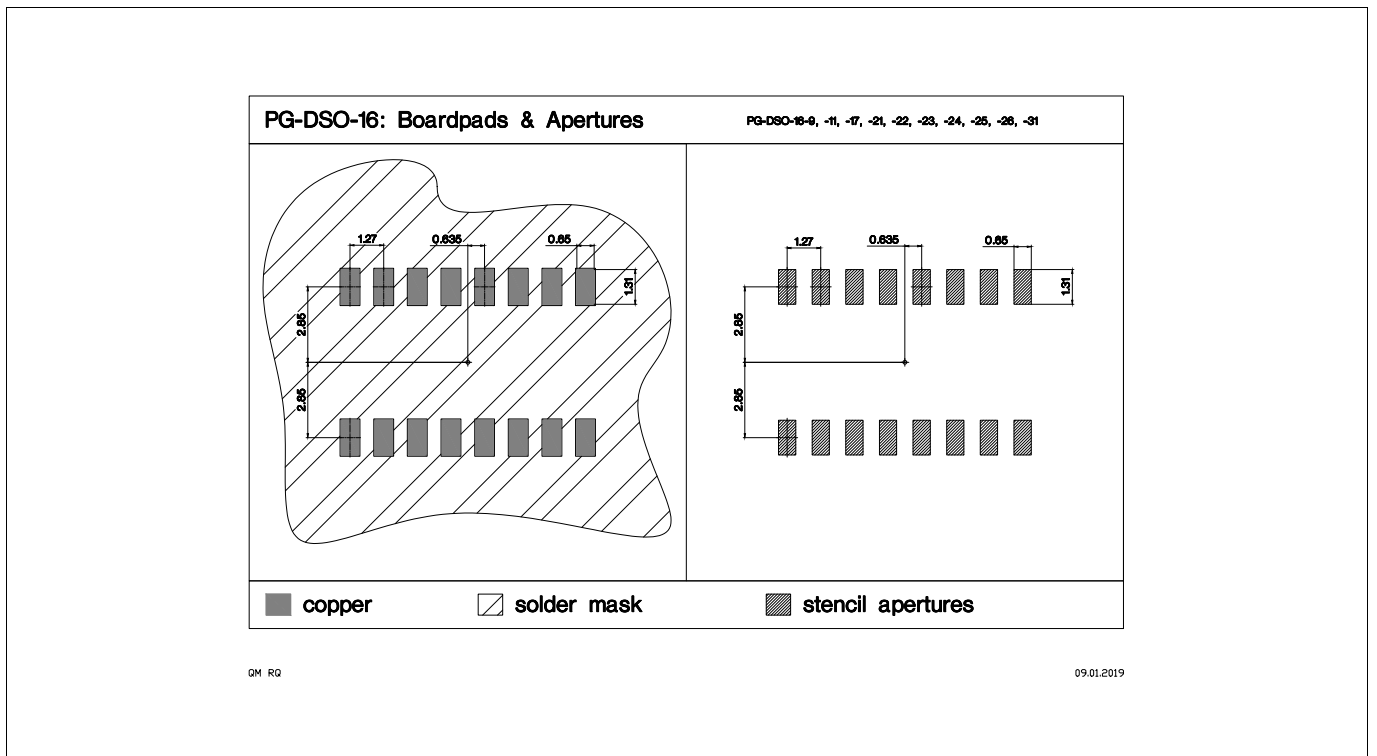 PG-DSO-16: Boardpads & Apertures
PG-DSO-16-9, -11, -17, -21, -22, -23, -24, -25, -26, -31
1.27
0.635
0.65
1.31
2.85
2.85
1.27
0.635
0.65
1.31
2.85
2.85
copper
solder mask
stencil apertures
QM RQ
09.01.2019